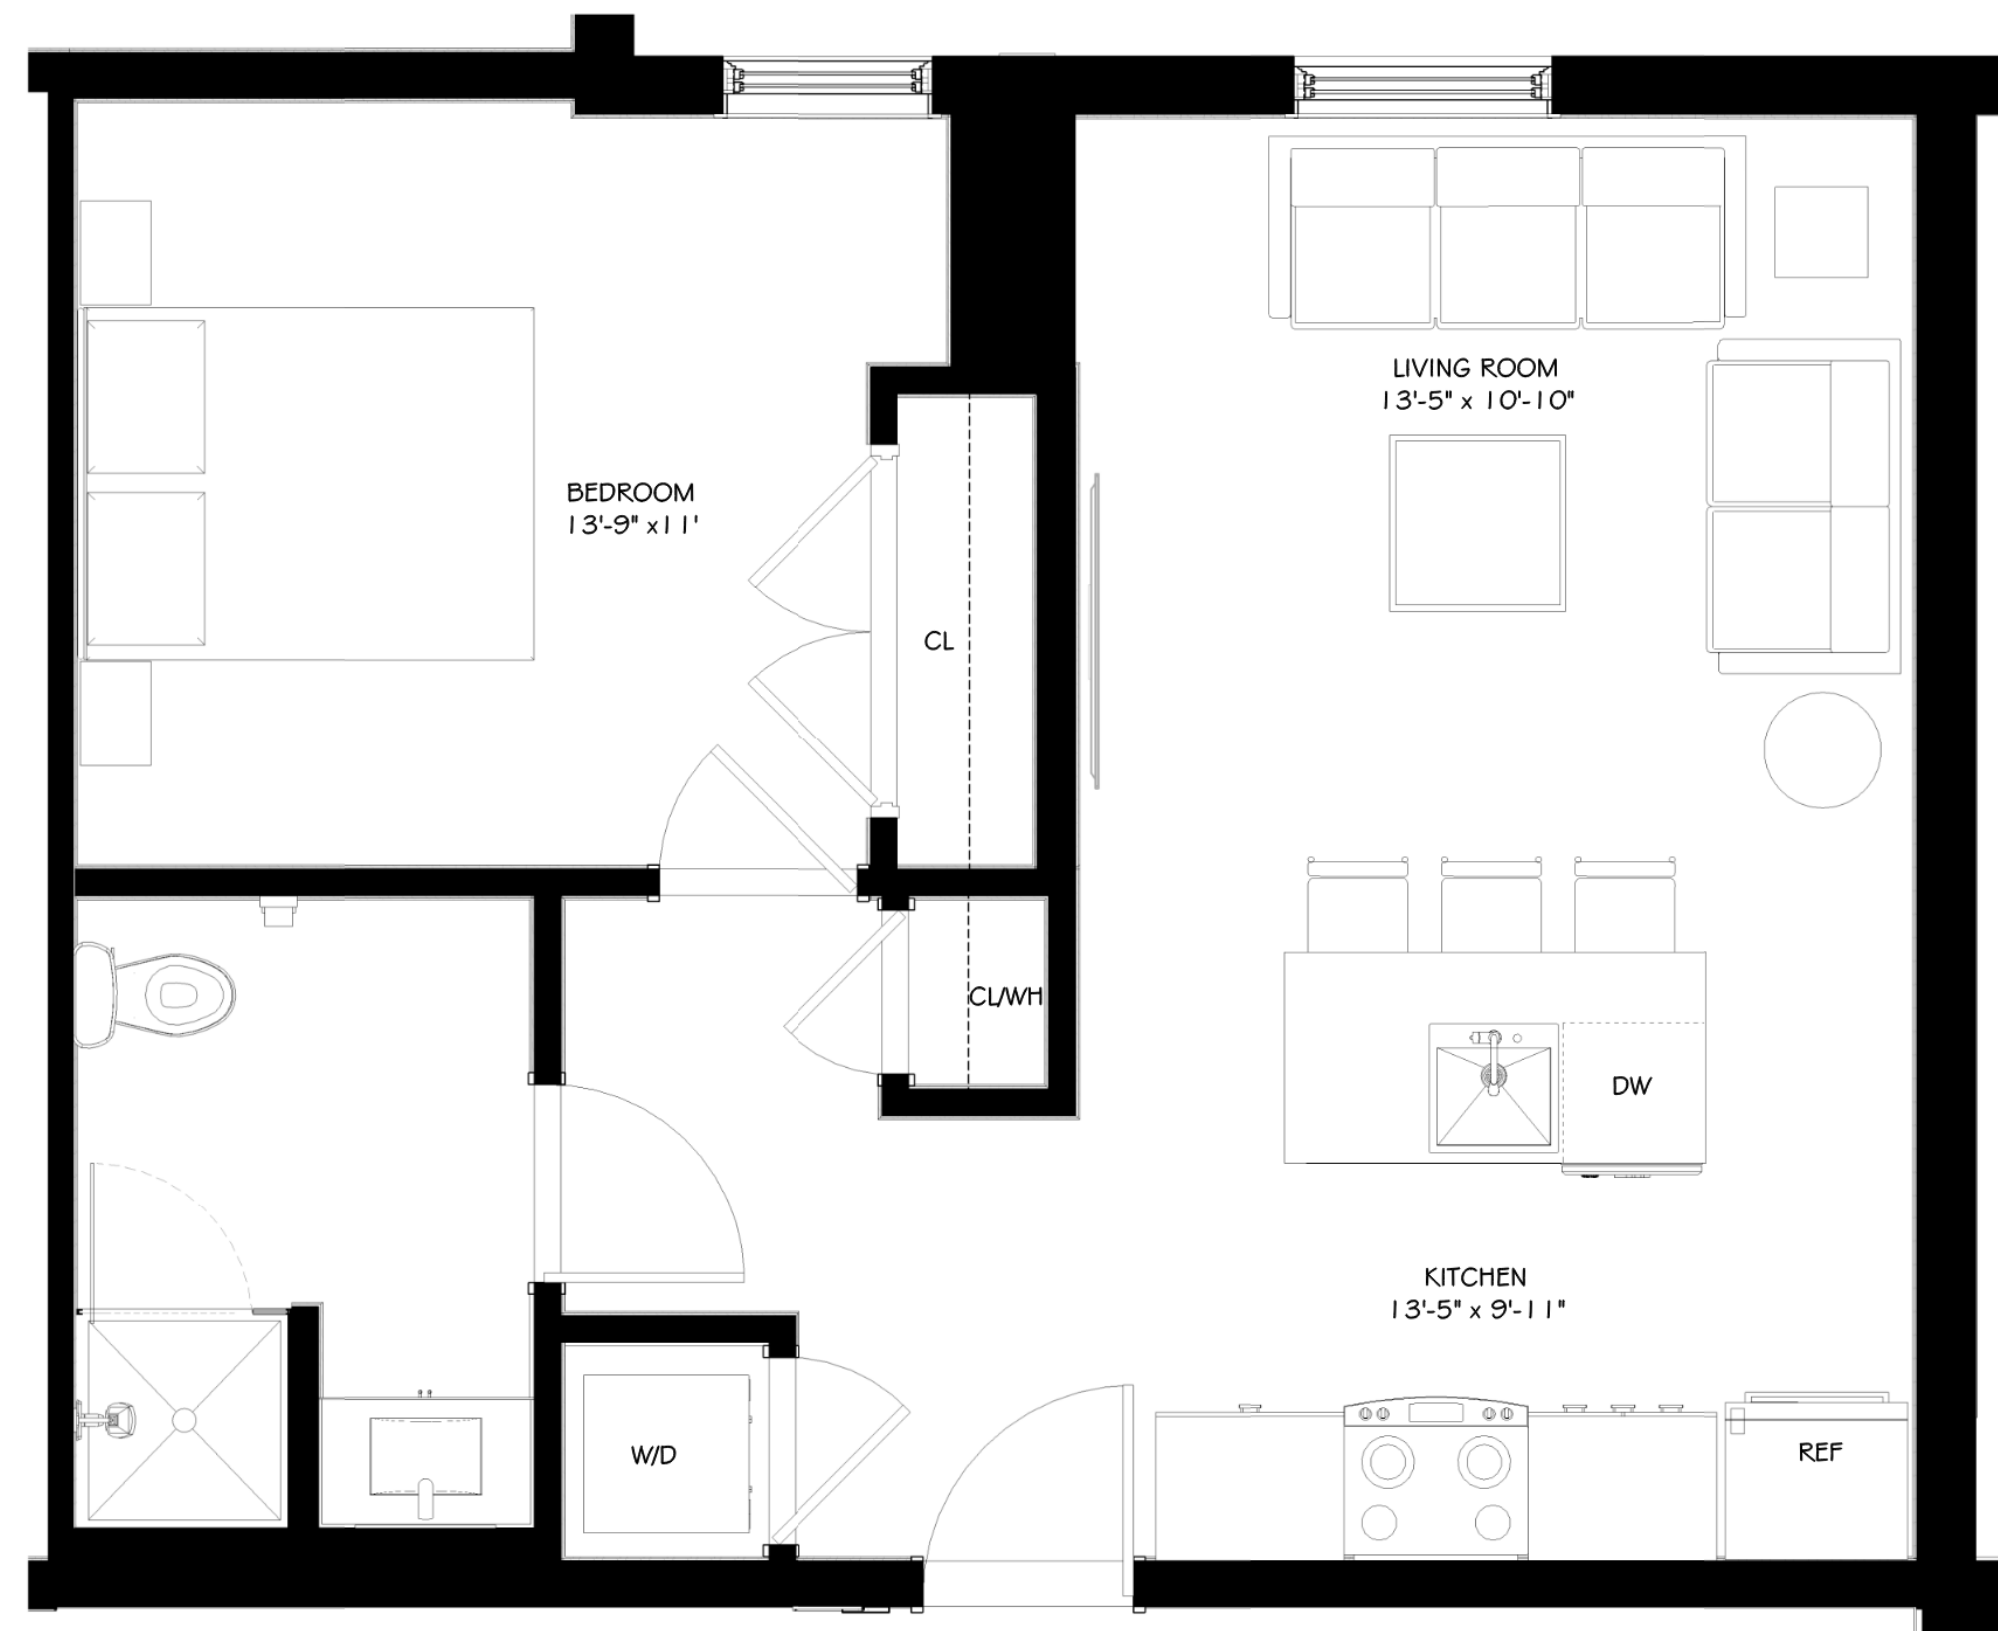 LIVING ROOM
13'-5" x 10'-10"
BEDROOM
13'-9" x11'
CL
CL/WH
DW
KITCHEN
13'-5" x 9'-11"
W/D
REF